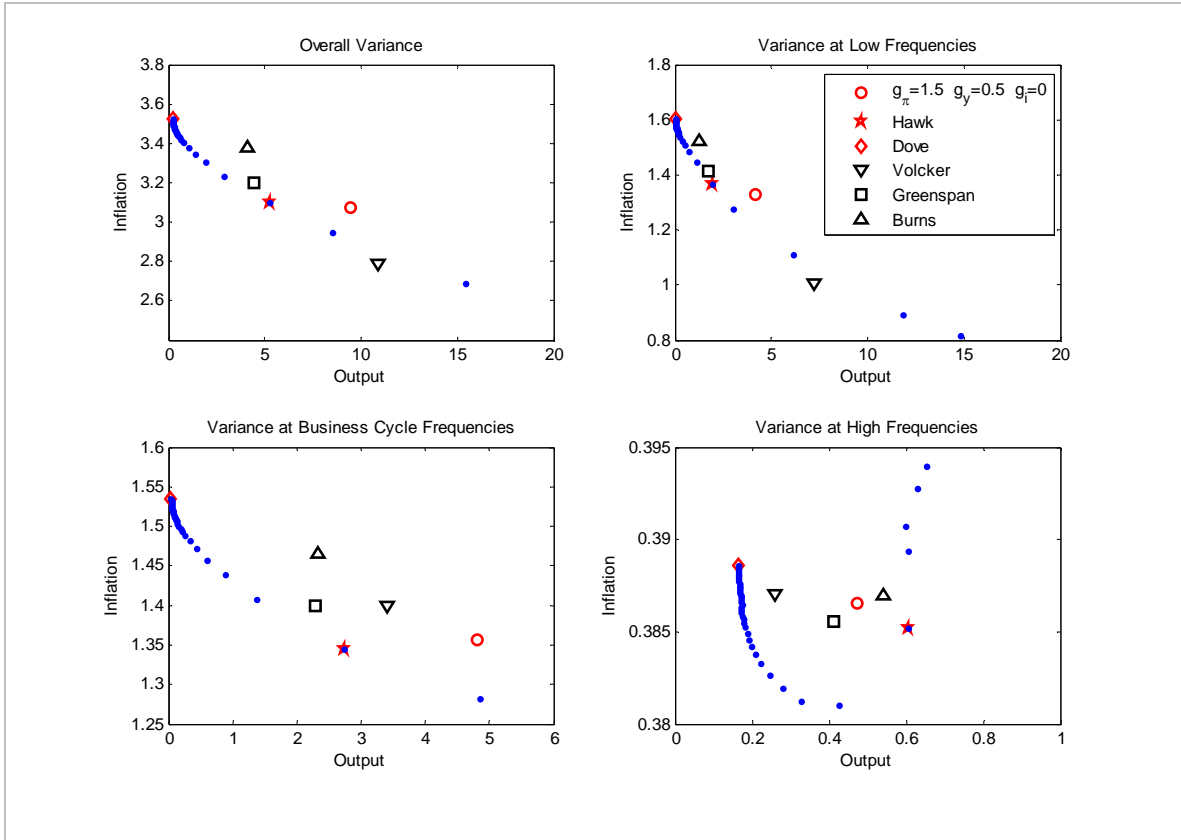 Overall Variance
3.8
3.6
3.4
3.2
3
2.8
2.6
Inflation
0 5 10 15 20
Output
Variance at Low Frequencies
1.8
1.6
1.4
1.2
1
0.8
Inflation
0 5 10 15 20
Output
g_π=1.5 g_y=0.5 g_i=0
Hawk
Dove
Volcker
Greenspan
Burns
Variance at Business Cycle Frequencies
1.6
1.55
1.5
1.45
1.4
1.35
1.3
1.25
Inflation
0 1 2 3 4 5 6
Output
Variance at High Frequencies
0.395
0.39
0.385
0.38
Inflation
0 0.2 0.4 0.6 0.8 1
Output